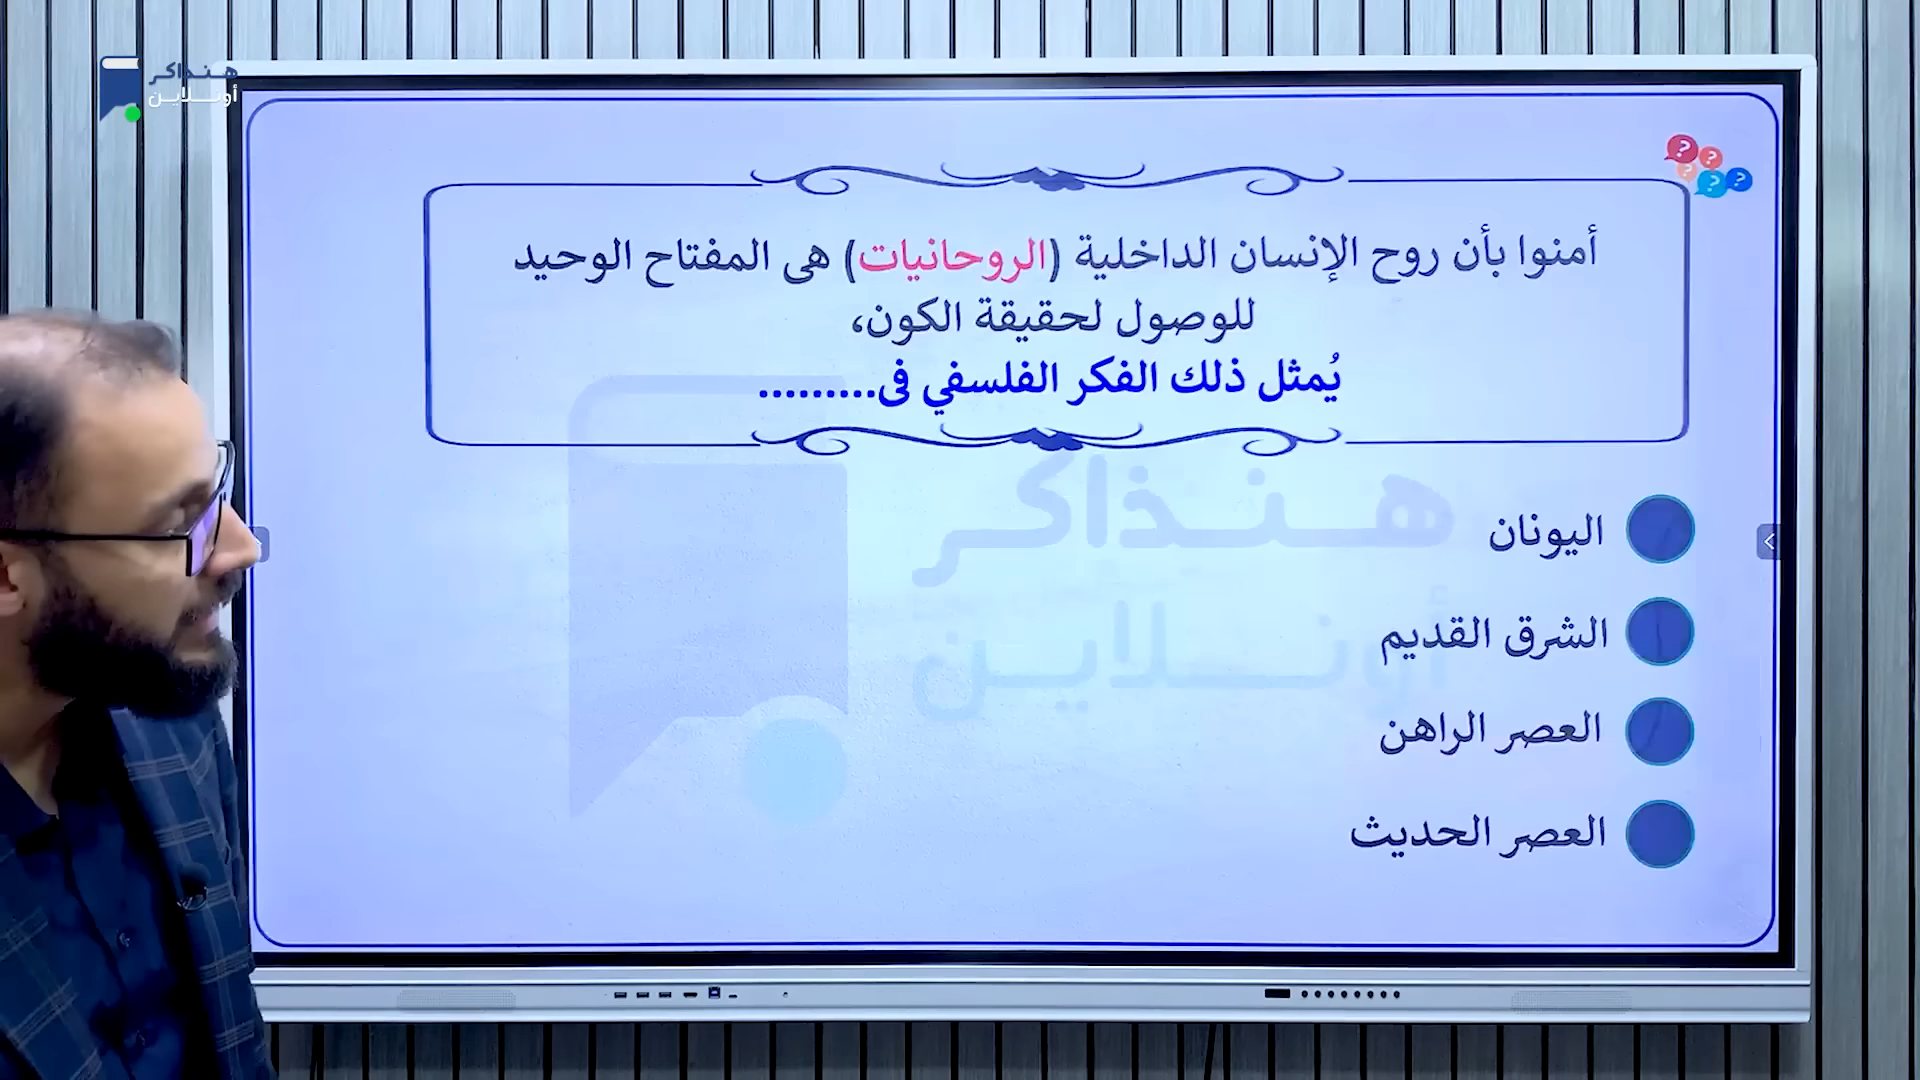 هنذاكر
أونلاين
أمنوا بأن روح الإنسان الداخلية (الروحانيات) هى المفتاح الوحيد
للوصول لحقيقة الكون،
يُمثل ذلك الفكر الفلسفي فى.........
هنذاكر
أونلاين
اليونان
الشرق القديم
العصر الراهن
العصر الحديث